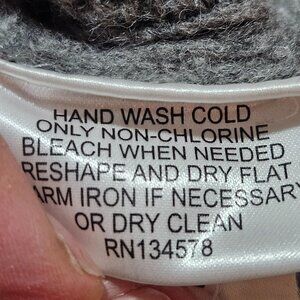 HAND WASH COLD
ONLY NON-CHLORINE
BLEACH WHEN NEEDED
RESHAPE AND DRY FLAT
ARM IRON IF NECESSARY
OR DRY CLEAN
RN134578